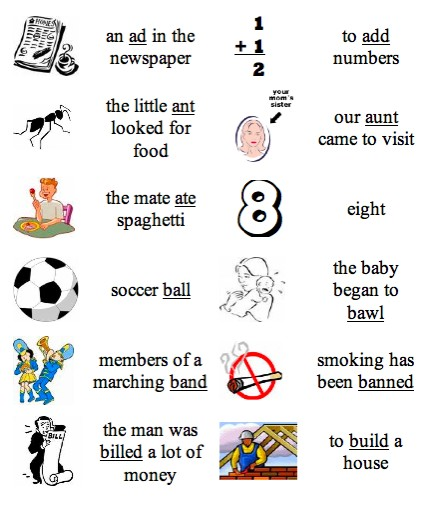 NEWS
an ad in the
newspaper
1
+ 1
2
to add
numbers
the little ant
looked for
food
your
mom's
sister
our aunt
came to visit
the mate ate
spaghetti
8
eight
soccer ball
the baby
began to
bawl
members of a
marching band
smoking has
been banned
BILL
the man was
billed a lot of
money
to build a
house